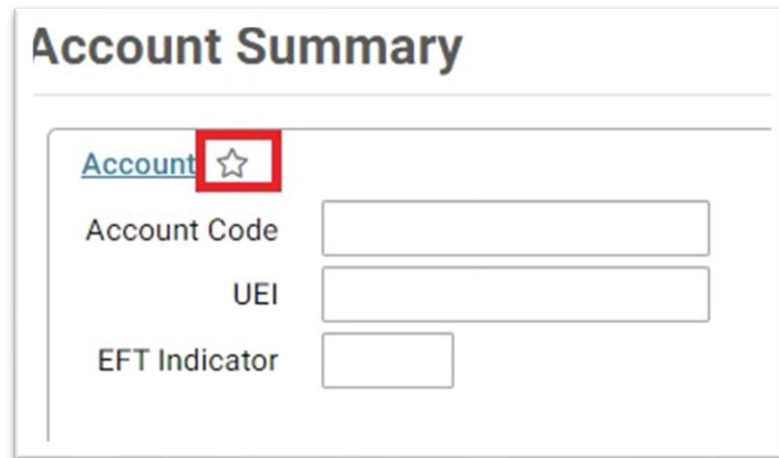 Account Summary
Account
Account Code
UEI
EFT Indicator